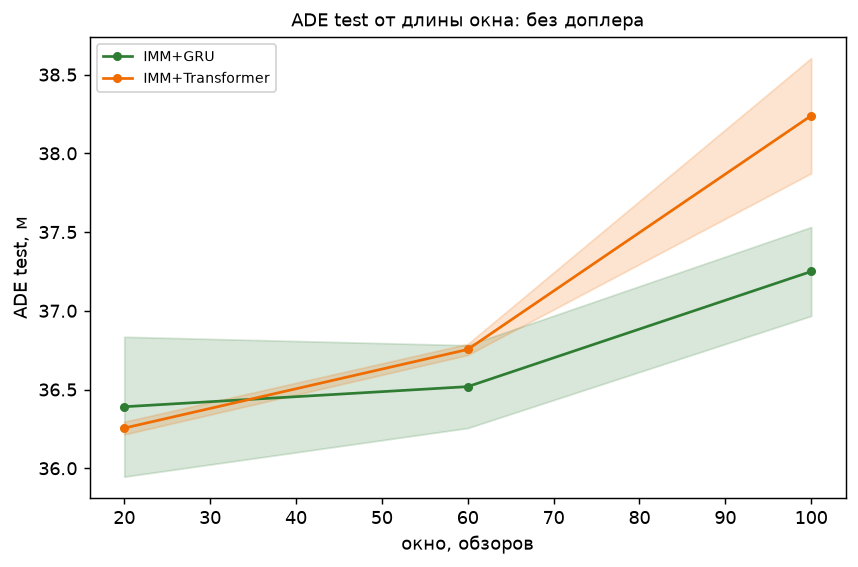 ADE test от длины окна: без доплера
IMM+GRU
IMM+Transformer
ADE test, м
38.5
38.0
37.5
37.0
36.5
36.0
20 30 40 50 60 70 80 90 100
окно, обзоров